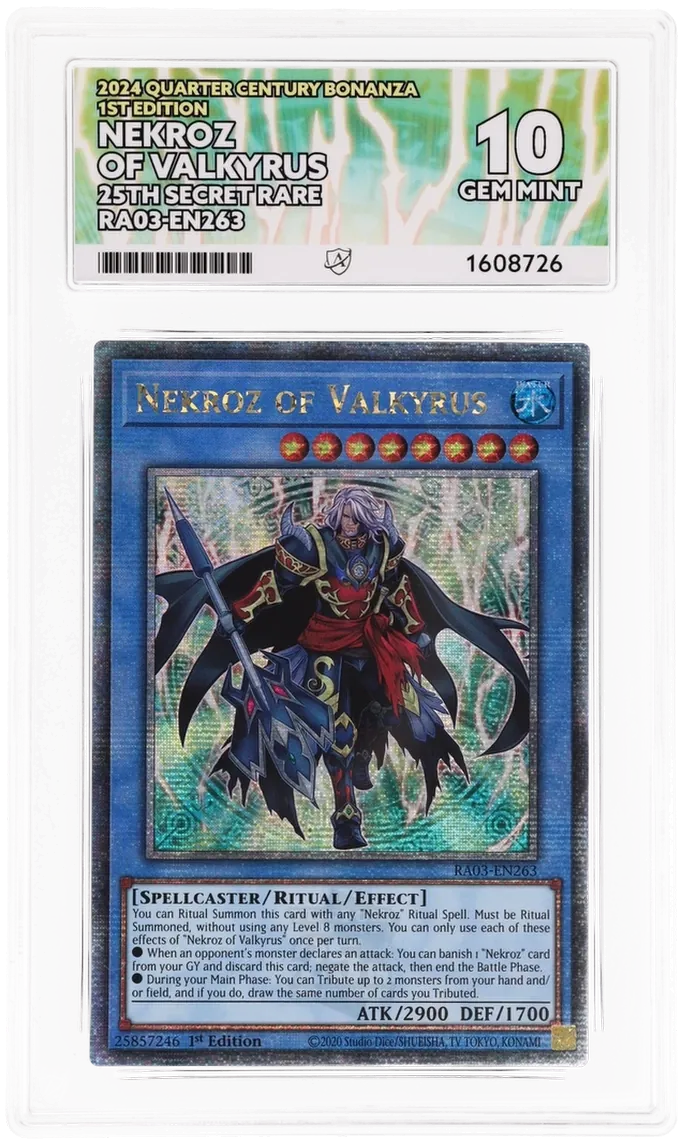 2024 QUARTER CENTURY BONANZA
1ST EDITION
NEKROZ
OF VALKYRUS
25TH SECRET RARE
RA03-EN263
10
GEM MINT
1608726
NEKROZ OF VALKYRUS
WATER
水
RA03-EN263
[SPELLCASTER/RITUAL/EFFECT]
You can Ritual Summon this card with any "Nekroz" Ritual Spell. Must be Ritual
Summoned, without using any Level 8 monsters. You can only use each of these
effects of "Nekroz of Valkyrus" once per turn.
● When an opponent's monster declares an attack: You can banish 1 "Nekroz" card
from your GY and discard this card; negate the attack, then end the Battle Phase.
● During your Main Phase: You can Tribute up to 2 monsters from your hand and/
or field, and if you do, draw the same number of cards you Tributed.
ATK/2900 DEF/1700
25857246 1st Edition
©2020 Studio Dice/SHUEISHA, TV TOKYO, KONAMI